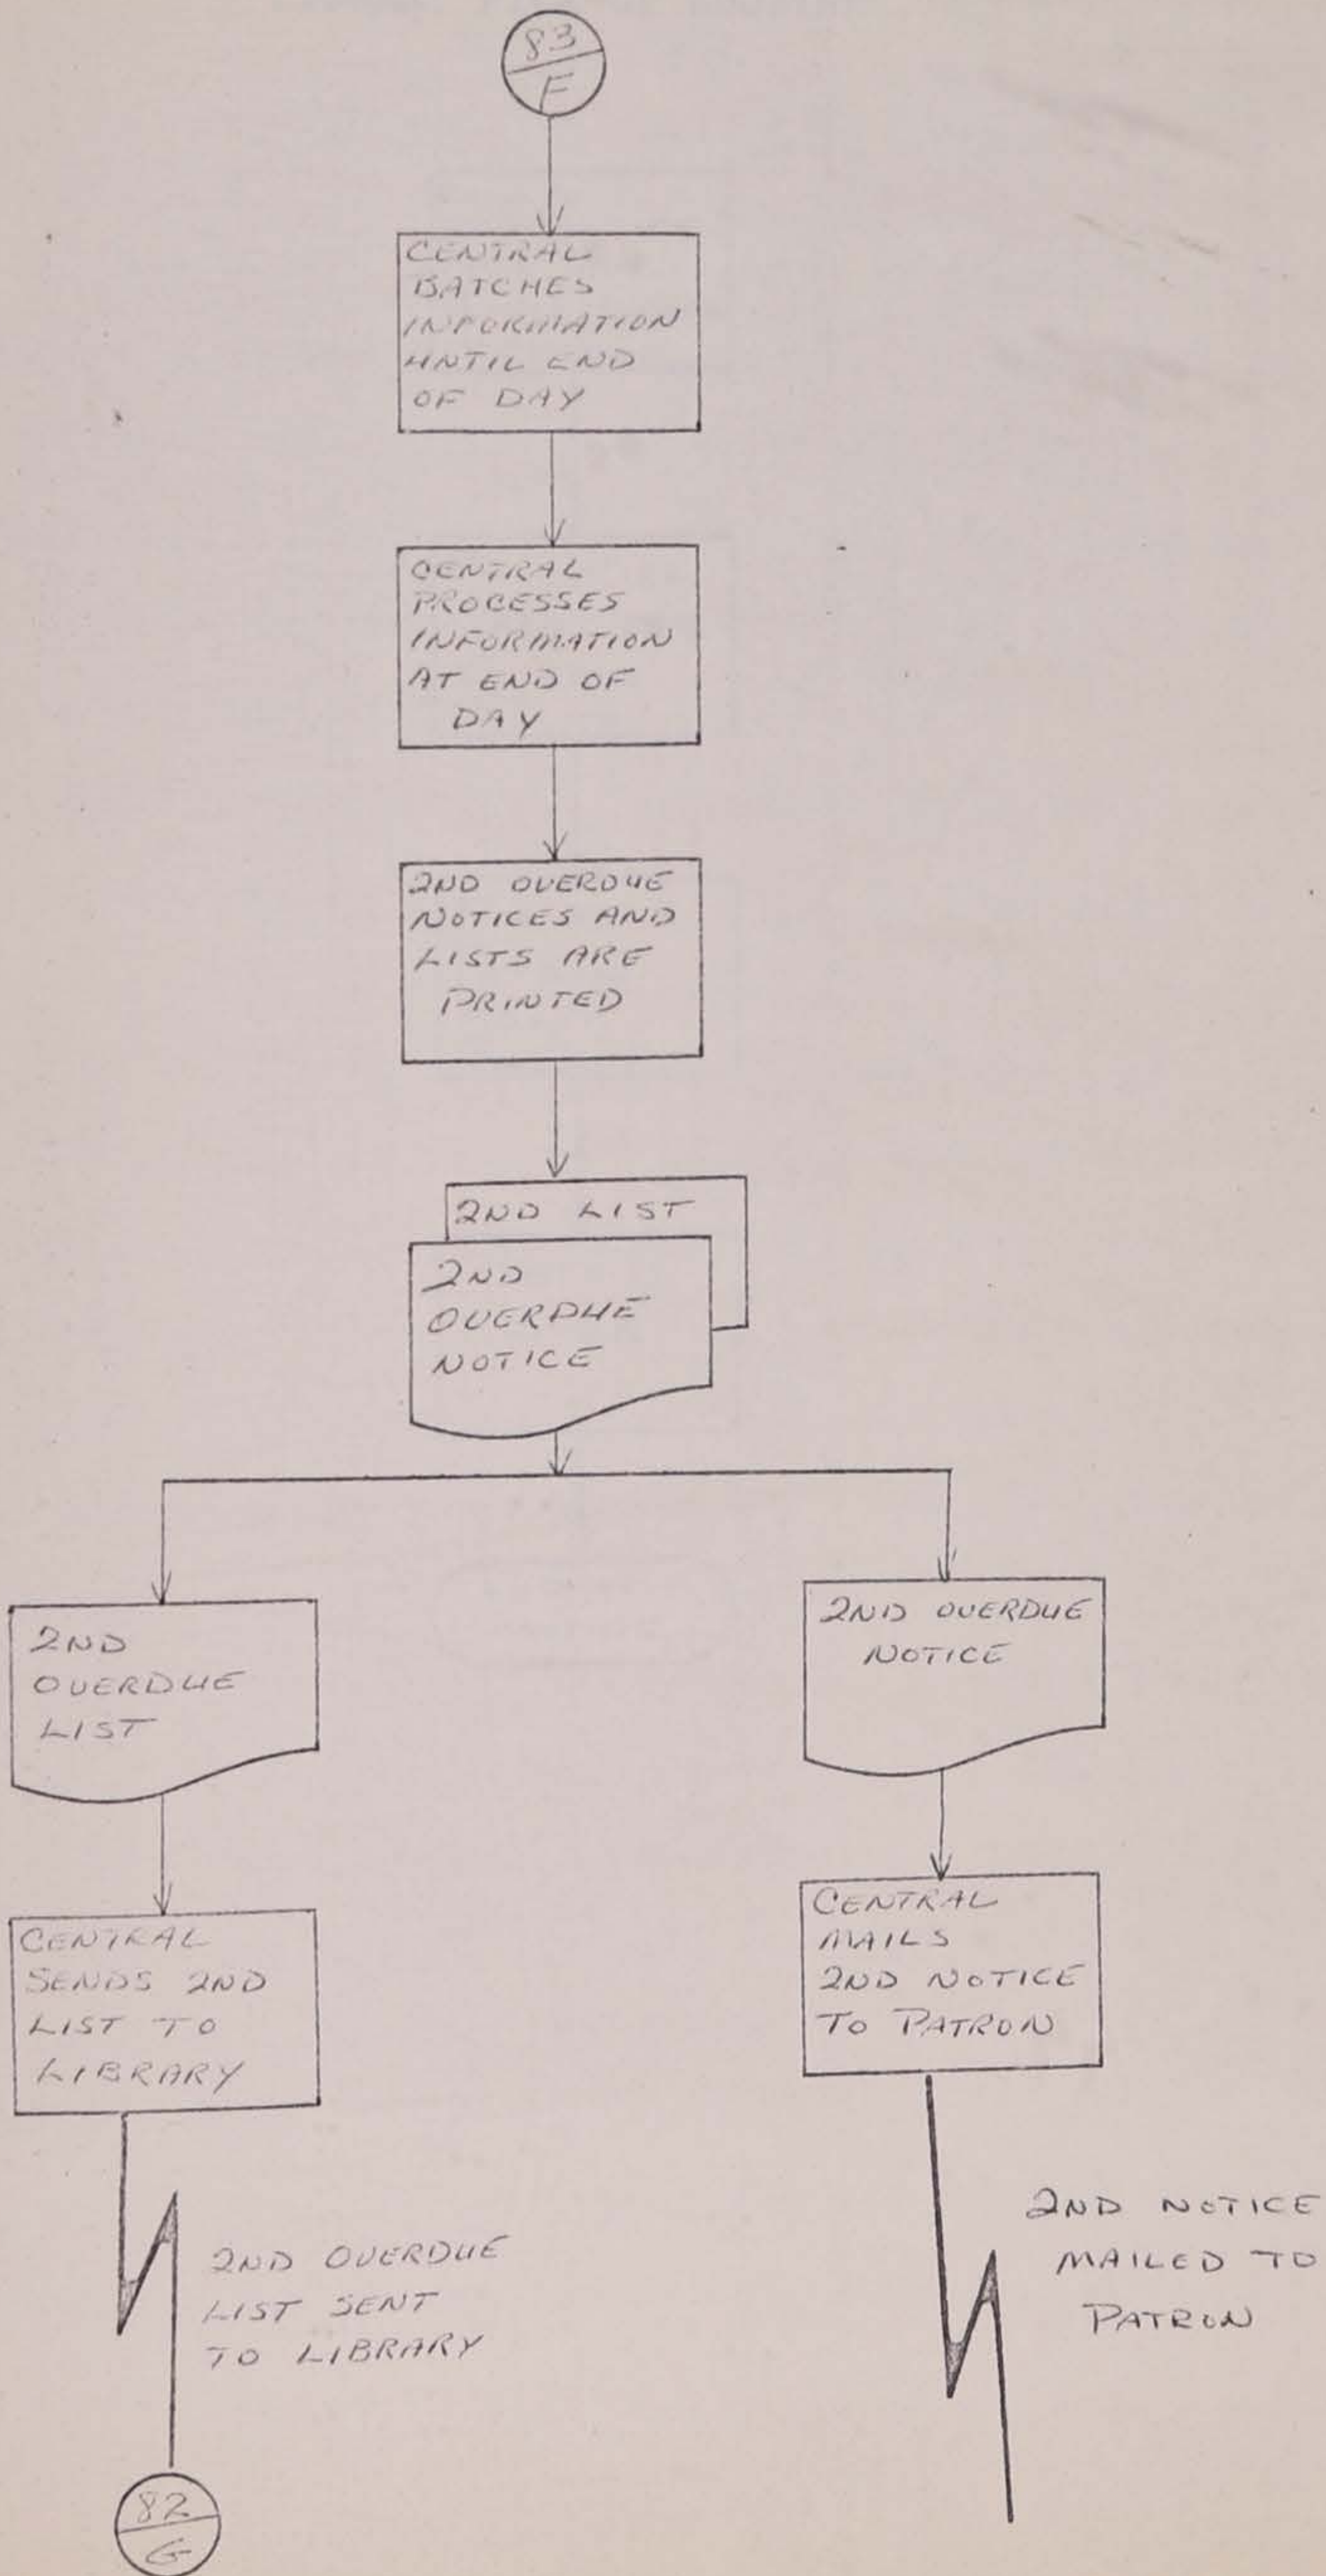 83
F
CENTRAL
BATCHES
INFORMATION
UNTIL END
OF DAY
CENTRAL
PROCESSES
INFORMATION
AT END OF
DAY
2ND OVERDUE
NOTICES AND
LISTS ARE
PRINTED
2ND LIST
2ND
OVERDUE
NOTICE
2ND
OVERDUE
LIST
CENTRAL
SENDS 2ND
LIST TO
LIBRARY
2ND OVERDUE
LIST SENT
TO LIBRARY
82
G
2ND OVERDUE
NOTICE
CENTRAL
MAILS
2ND NOTICE
TO PATRON
2ND NOTICE
MAILED TO
PATRON